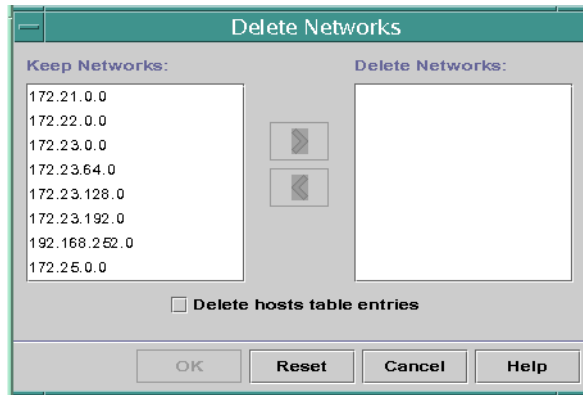 Delete Networks
Keep Networks:
Delete Networks:
172.21.0.0
172.22.0.0
172.23.0.0
172.23.64.0
172.23.128.0
172.23.192.0
192.168.252.0
172.25.0.0
Delete hosts table entries
OK
Reset
Cancel
Help